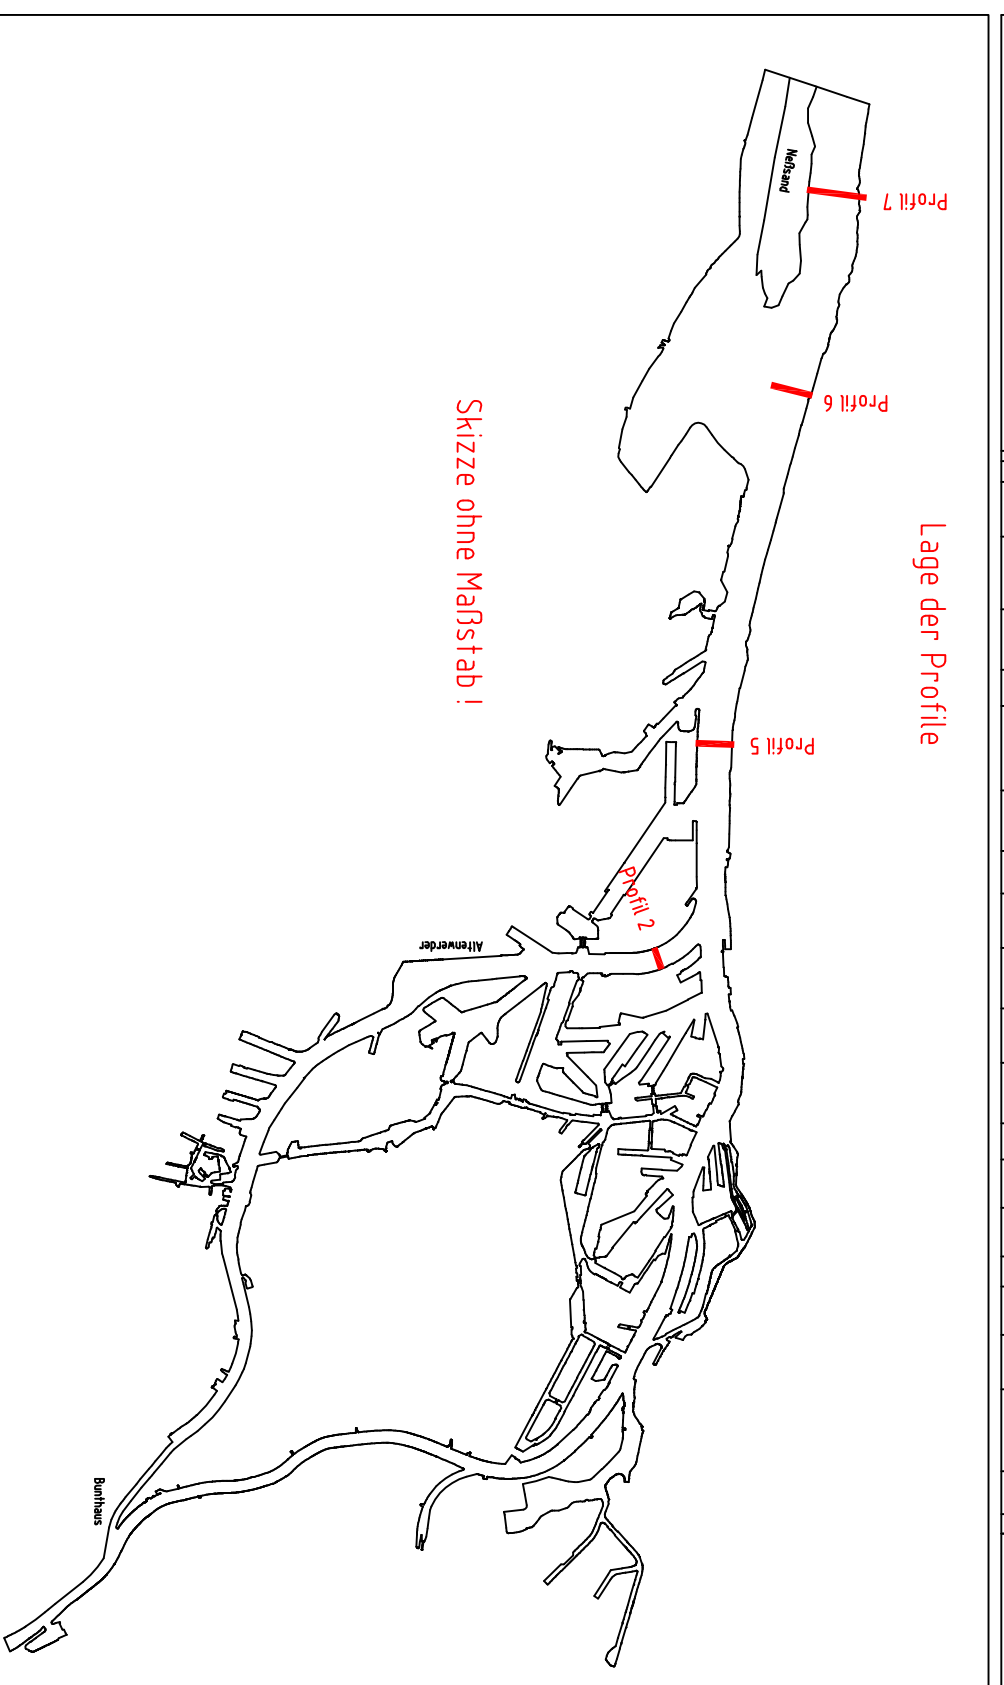 Lage der Profile
Neßsand
Profil 7
Profil 6
Skizze ohne Maßstab !
Profil 5
Profil 2
Altenwerder
Bunthaus